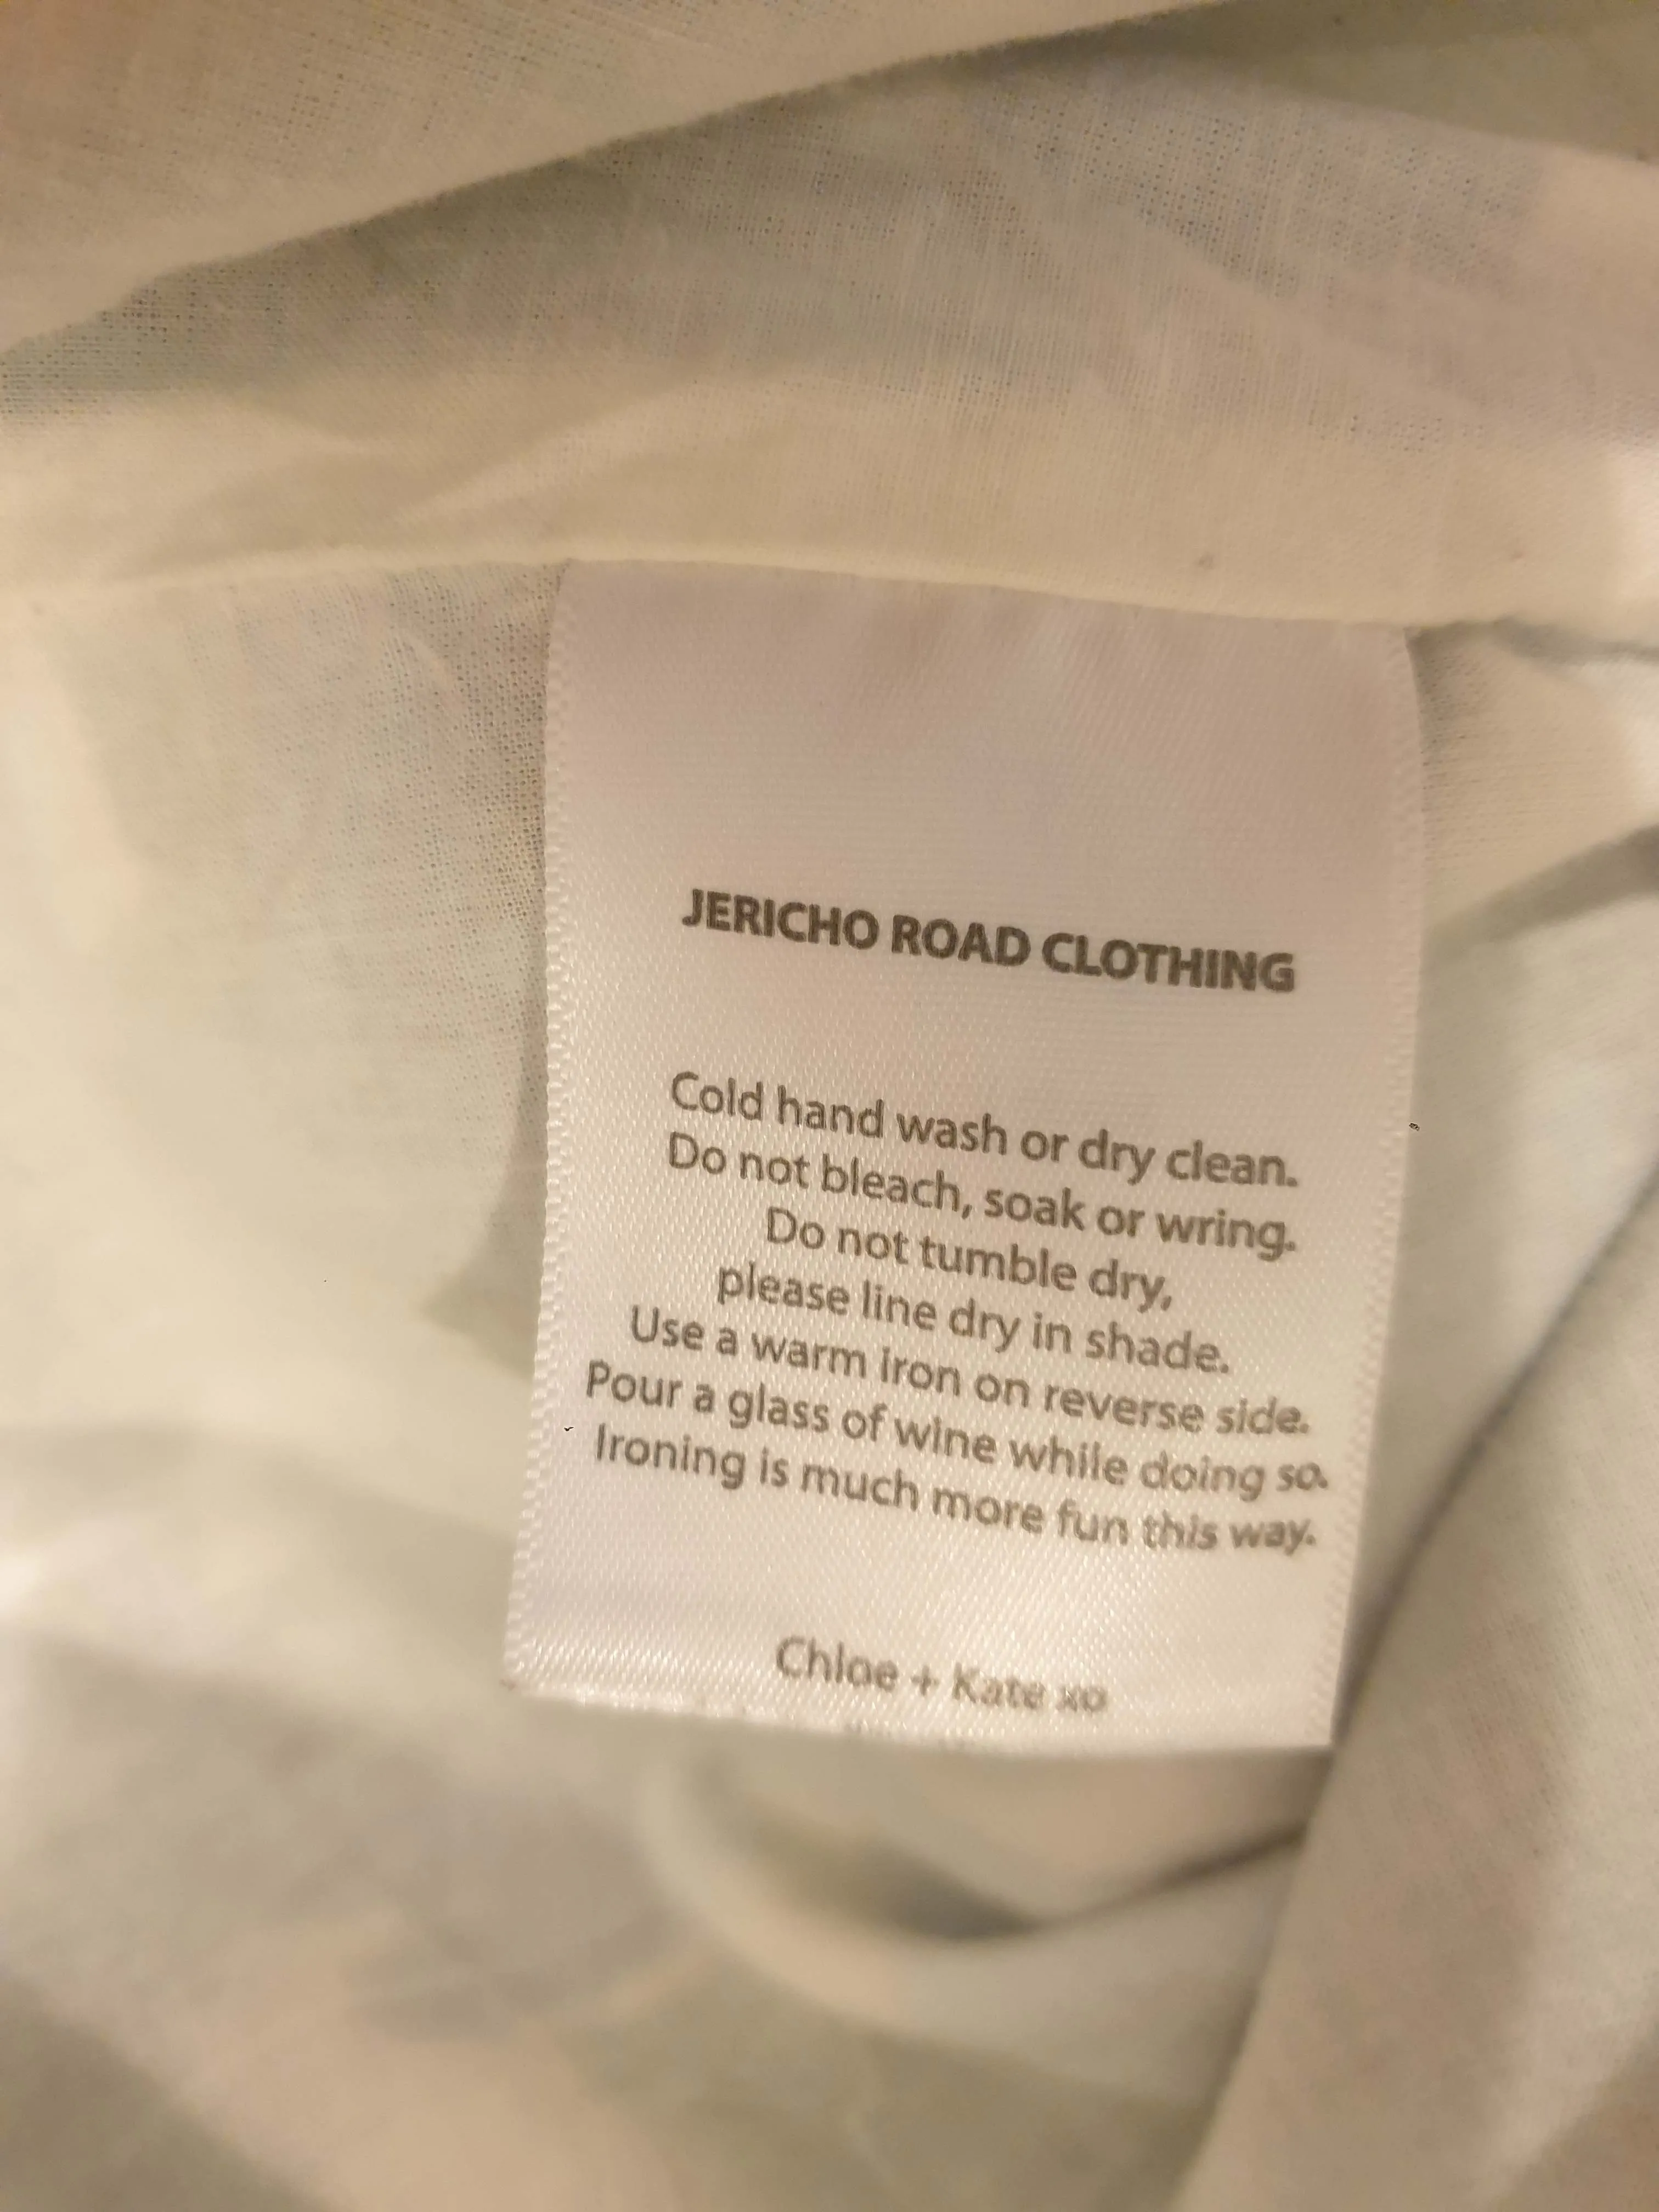 JERICHO ROAD CLOTHING
Cold hand wash or dry clean.
Do not bleach, soak or wring.
Do not tumble dry,
please line dry in shade.
Use a warm iron on reverse side.
Pour a glass of wine while doing so.
Ironing is much more fun this way.
Chloe + Kate xo